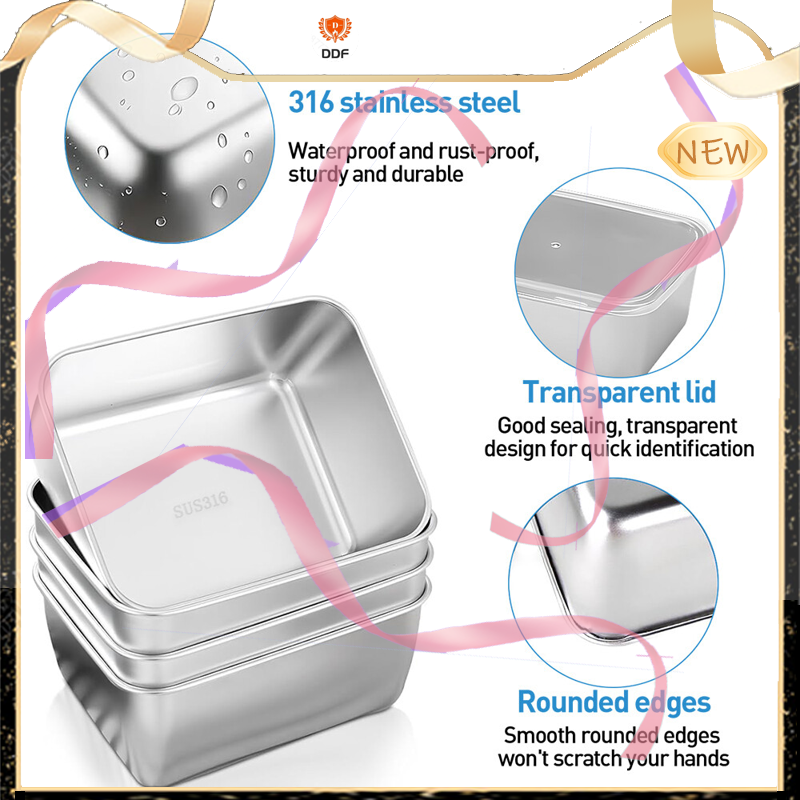 DDF
316 stainless steel
Waterproof and rust-proof,
sturdy and durable
NEW
Transparent lid
Good sealing, transparent
design for quick identification
SUS316
Rounded edges
Smooth rounded edges
won't scratch your hands